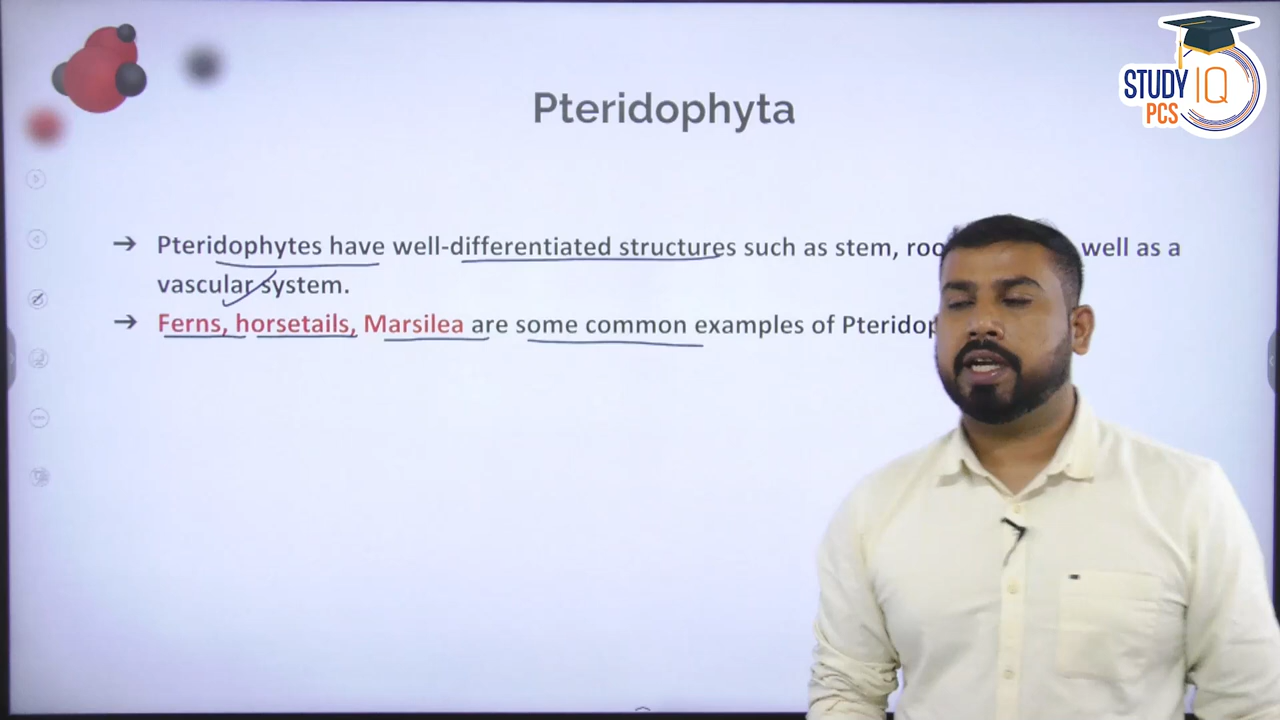 Pteridophyta
STUDY IQ
PCS
➔ Pteridophytes have well-differentiated structures such as stem, well as a
vascular system.
➔ Ferns, horsetails, Marsilea are some common examples of